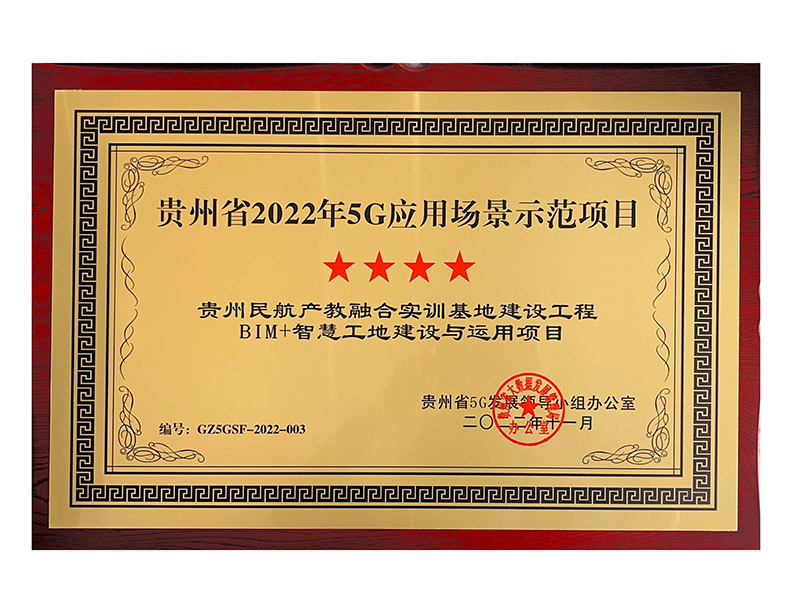 贵州省2022年5G应用场景示范项目
★★★★
贵州民航产教融合实训基地建设工程
BIM+智慧工地建设与运用项目
贵州省5G发展领导小组办公室
二〇二二年十一月
编号：GZ5GSF-2022-003
办公室